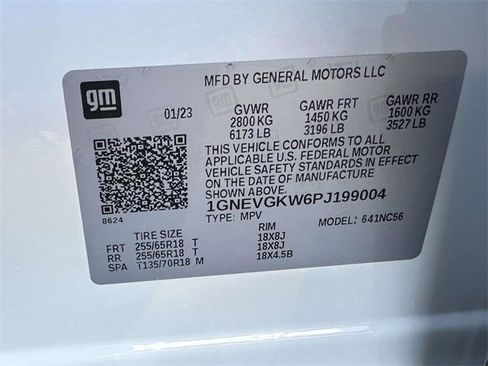 gm
MFD BY GENERAL MOTORS LLC
01/23
GVWR GAWR FRT GAWR RR
2800 KG 1450 KG 1600 KG
6173 LB 3196 LB 3527 LB
THIS VEHICLE CONFORMS TO ALL
APPLICABLE U.S. FEDERAL MOTOR
VEHICLE SAFETY STANDARDS IN EFFECT
ON THE DATE OF MANUFACTURE
SHOWN ABOVE.
8624
1GNEVGKW6PJ199004
TYPE: MPV MODEL: 641NC56
TIRE SIZE RIM
FRT 255/65R18 T 18X8J
RR 255/65R18 T 18X8J
SPA T135/70R18 M 18X4.5B